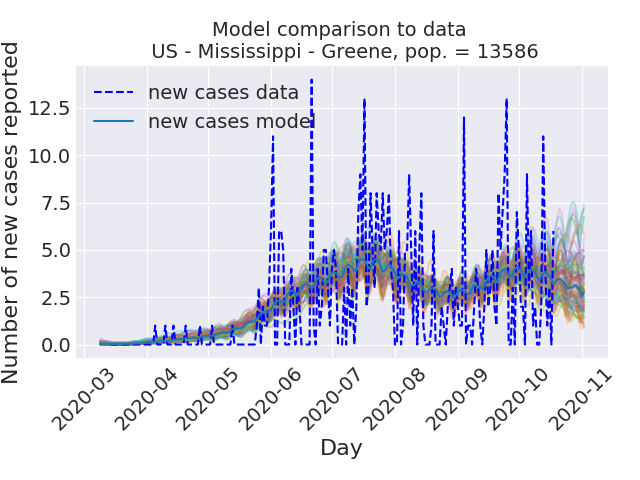 Model comparison to data
US - Mississippi - Greene, pop. = 13586
new cases data
new cases model
Number of new cases reported
12.5
10.0
7.5
5.0
2.5
0.0
2020-03
2020-04
2020-05
2020-06
2020-07
2020-08
2020-09
2020-10
2020-11
Day